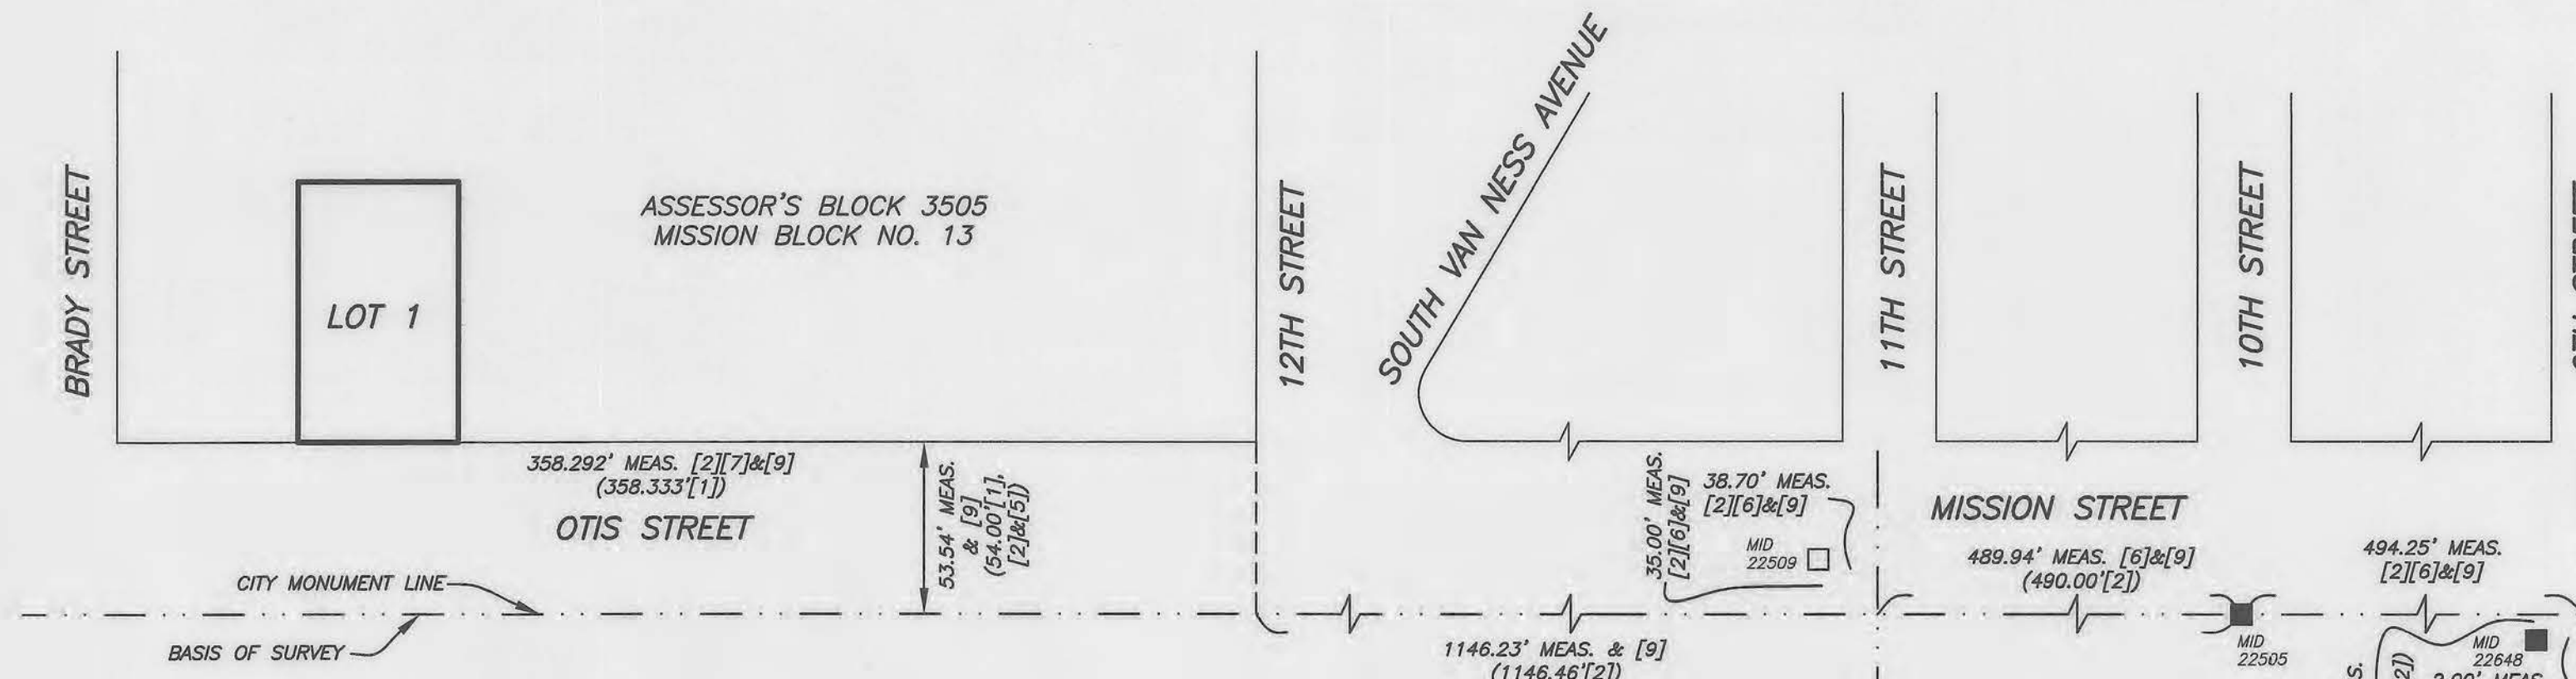 BRADY STREET
LOT 1
ASSESSOR'S BLOCK 3505
MISSION BLOCK NO. 13
12TH STREET
SOUTH VAN NESS AVENUE
11TH STREET
10TH STREET
358.292' MEAS. [2][7]&[9]
(358.333'[1])
OTIS STREET
53.54' MEAS.
& [9]
(54.00'[1],
[2]&[5])
CITY MONUMENT LINE
BASIS OF SURVEY
35.00' MEAS.
[2][6]&[9]
38.70' MEAS.
[2][6]&[9]
MID
22509
1146.23' MEAS. & [9]
(1146.46'[2])
MISSION STREET
489.94' MEAS. [6]&[9]
(490.00'[2])
MID
22505
494.25' MEAS.
[2][6]&[9]
MID
22648